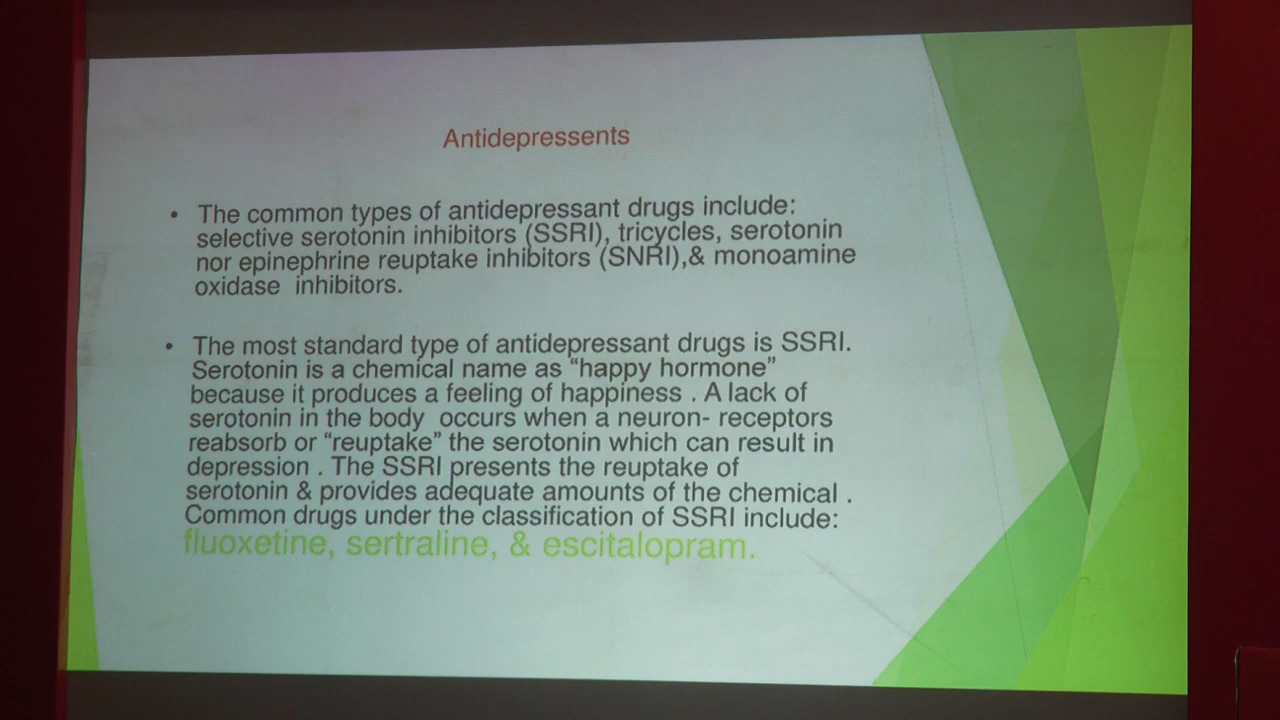 Antidepressents
• The common types of antidepressant drugs include:
selective serotonin inhibitors (SSRI), tricycles, serotonin
nor epinephrine reuptake inhibitors (SNRI),& monoamine
oxidase inhibitors.
• The most standard type of antidepressant drugs is SSRI.
Serotonin is a chemical name as “happy hormone”
because it produces a feeling of happiness . A lack of
serotonin in the body occurs when a neuron- receptors
reabsorb or “reuptake” the serotonin which can result in
depression . The SSRI presents the reuptake of
serotonin & provides adequate amounts of the chemical .
Common drugs under the classification of SSRI include:
fluoxetine, sertraline, & escitalopram.